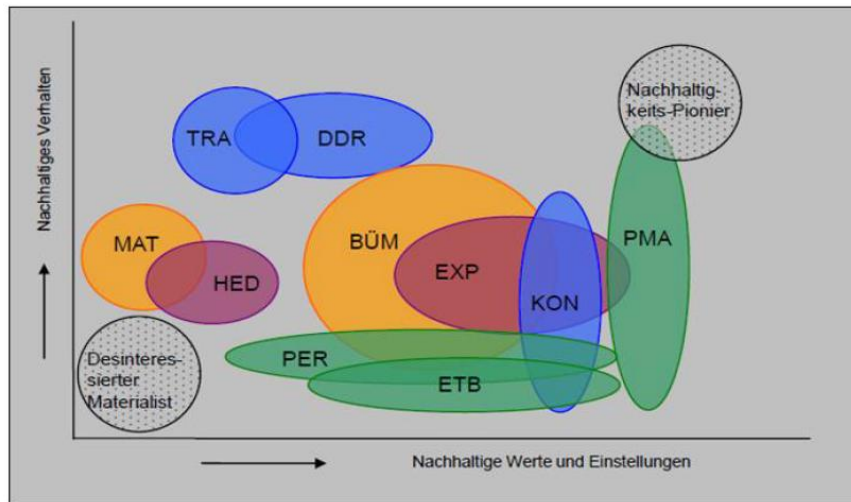 Nachhaltiges Verhalten
Nachhaltig-
keits-Pionier
TRA
DDR
MAT
HED
BÜM
EXP
KON
PMA
PER
ETB
Desinteres-
sierter
Materialist
Nachhaltige Werte und Einstellungen